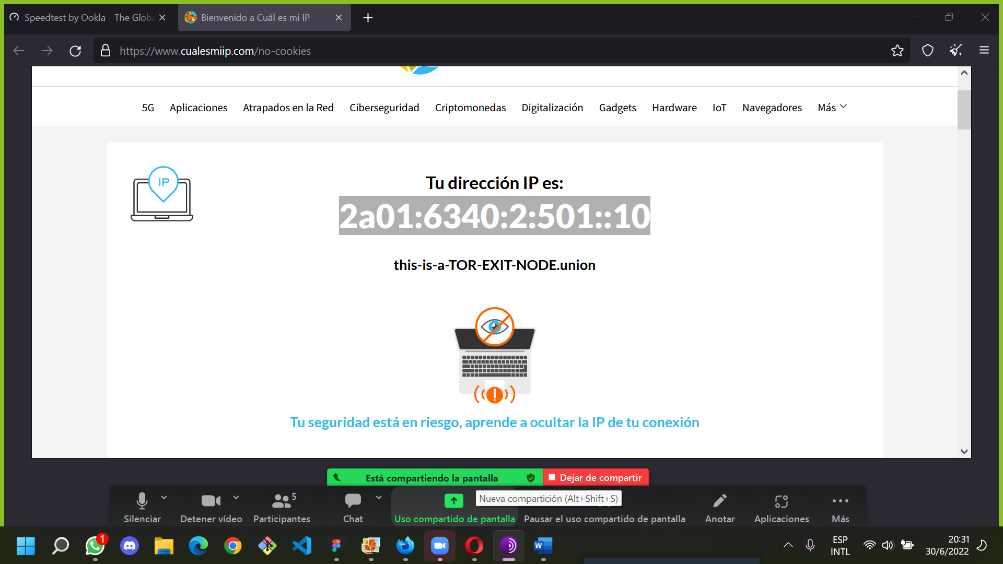 Speedtest by Ookla - The Globa
Bienvenido a Cuál es mi IP
https://www.cualesmiip.com/no-cookies
5G Aplicaciones Atrapados en la Red Ciberseguridad Criptomonedas Digitalización Gadgets Hardware IoT Navegadores Más
IP
Tu dirección IP es:
2a01:6340:2:501::10
this-is-a-TOR-EXIT-NODE.union
Tu seguridad está en riesgo, aprende a ocultar la IP de tu conexión
Está compartiendo la pantalla Dejar de compartir
Nueva compartición (Alt+Shift+S)
5
Silenciar Detener vídeo Participantes Chat Uso compartido de pantalla Pausar el uso compartido de pantalla Anotar Aplicaciones Más
1
ESP
INTL
20:31
30/6/2022